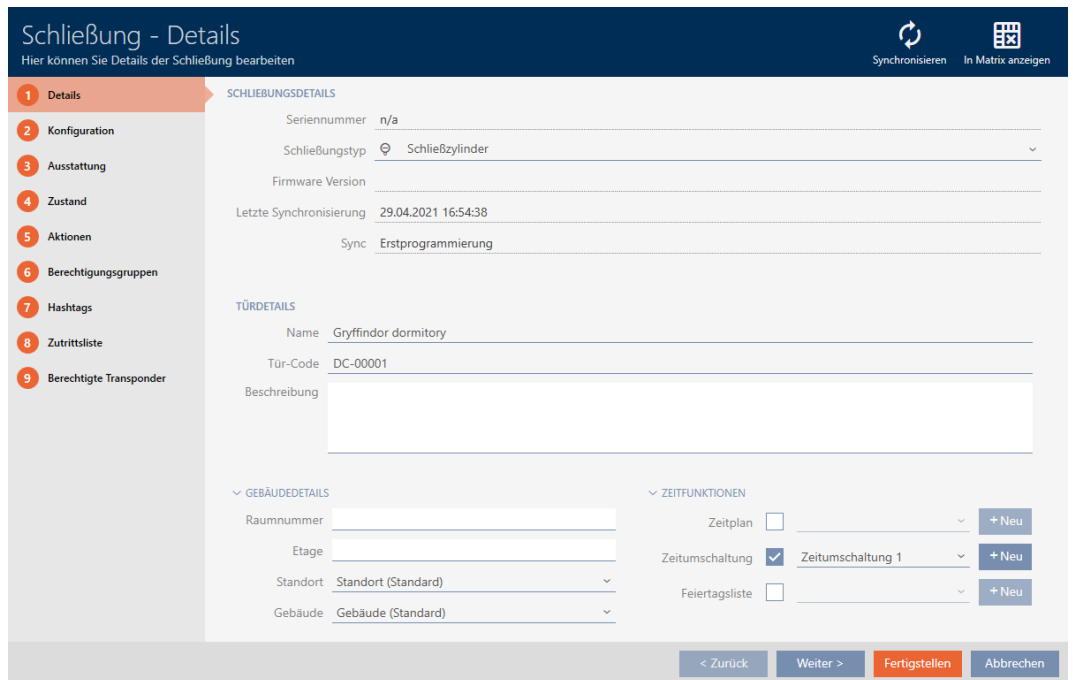 Schließung - Details
Hier können Sie Details der Schließung bearbeiten
Synchronisieren
In Matrix anzeigen
1 Details
2 Konfiguration
3 Ausstattung
4 Zustand
5 Aktionen
6 Berechtigungsgruppen
7 Hashtags
8 Zutrittsliste
9 Berechtigte Transponder
SCHLIEßUNGSDETAILS
Seriennummer n/a
Schließungstyp Schließzylinder
Firmware Version
Letzte Synchronisierung 29.04.2021 16:54:38
Sync Erstprogrammierung
TÜRDETAILS
Name Gryffindor dormitory
Tür-Code DC-00001
Beschreibung
GEBÄUDEDETAILS
Raumnummer
Etage
Standort Standort (Standard)
Gebäude Gebäude (Standard)
ZEITFUNKTIONEN
Zeitplan + Neu
Zeitumschaltung Zeitumschaltung 1 + Neu
Feiertagsliste + Neu
< Zurück
Weiter >
Fertigstellen
Abbrechen